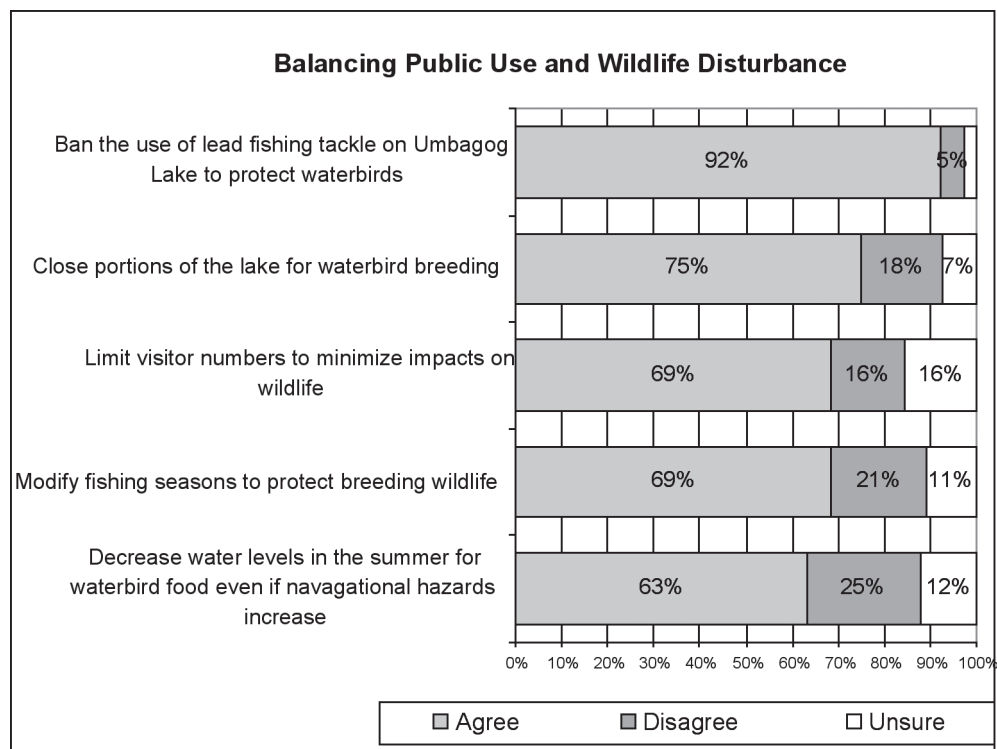 Balancing Public Use and Wildlife Disturbance
Ban the use of lead fishing tackle on Umbagog
Lake to protect waterbirds
92% 5%
Close portions of the lake for waterbird breeding
75% 18% 7%
Limit visitor numbers to minimize impacts on
wildlife
69% 16% 16%
Modify fishing seasons to protect breeding wildlife
69% 21% 11%
Decrease water levels in the summer for
waterbird food even if navagational hazards
increase
63% 25% 12%
0% 10% 20% 30% 40% 50% 60% 70% 80% 90% 100%
Agree Disagree Unsure